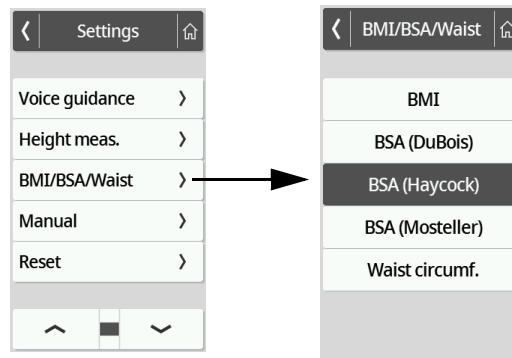 Settings
Voice guidance
Height meas.
BMI/BSA/Waist
Manual
Reset
BMI/BSA/Waist
BMI
BSA (DuBois)
BSA (Haycock)
BSA (Mosteller)
Waist circumf.